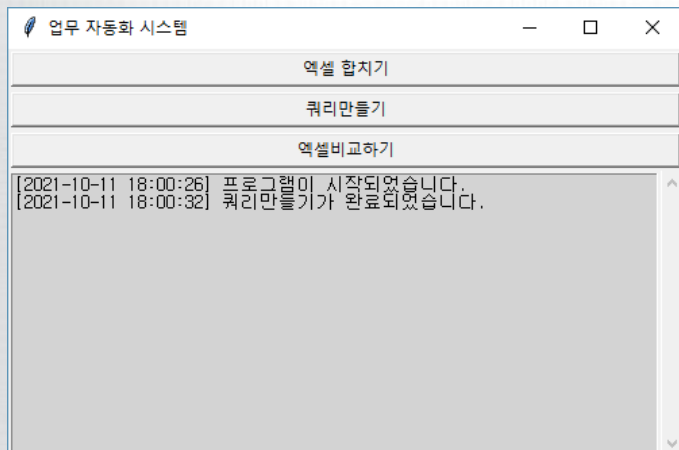 업무 자동화 시스템
엑셀 합치기
쿼리만들기
엑셀비교하기
[2021-10-11 18:00:26] 프로그램이 시작되었습니다.
[2021-10-11 18:00:32] 쿼리만들기가 완료되었습니다.